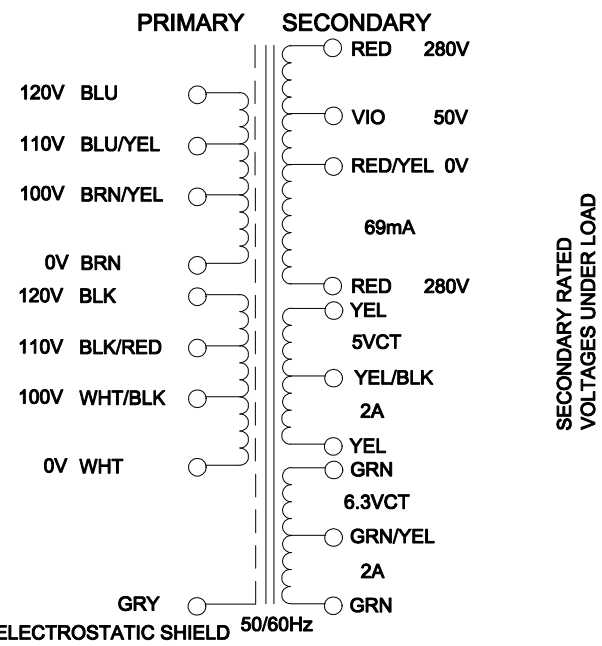 PRIMARY SECONDARY
RED 280V
120V BLU
VIO 50V
110V BLU/YEL
RED/YEL 0V
100V BRN/YEL
69mA
0V BRN
RED 280V
120V BLK
YEL
5VCT
110V BLK/RED
YEL/BLK
100V WHT/BLK
2A
YEL
0V WHT
GRN
6.3VCT
GRN/YEL
2A
GRY
GRN
ELECTROSTATIC SHIELD 50/60Hz
SECONDARY RATED
VOLTAGES UNDER LOAD